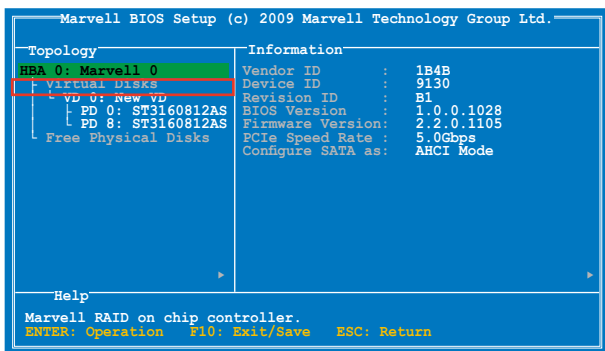 Marvell BIOS Setup (c) 2009 Marvell Technology Group Ltd.
Topology
HBA 0: Marvell 0
Virtual Disks
VD 0: New VD
PD 0: ST3160812AS
PD 8: ST3160812AS
Free Physical Disks
Information
Vendor ID : 1B4B
Device ID : 9130
Revision ID : B1
BIOS Version : 1.0.0.1028
Firmware Version: 2.2.0.1105
PCIe Speed Rate : 5.0Gbps
Configure SATA as: AHCI Mode
Help
Marvell RAID on chip controller.
ENTER: Operation F10: Exit/Save ESC: Return